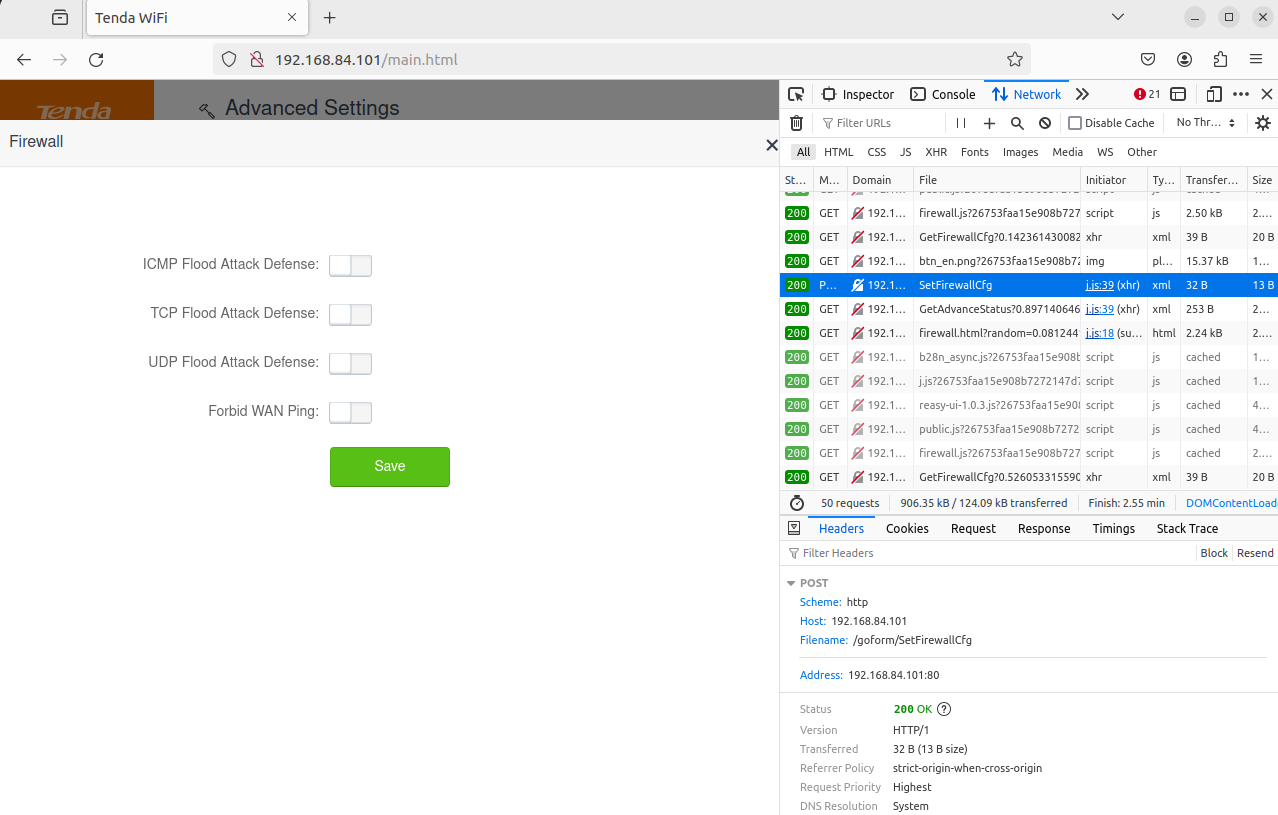 Tenda WiFi
192.168.84.101/main.html
Tenda
Advanced Settings
Firewall
ICMP Flood Attack Defense:
TCP Flood Attack Defense:
UDP Flood Attack Defense:
Forbid WAN Ping:
Save
Inspector Console Network 21
Filter URLs Disable Cache No Thr…
All HTML CSS JS XHR Fonts Images Media WS Other
St… M… Domain File Initiator Ty… Transfer… Size
200 GET 192.1… firewall.js?26753faa15e908b727 script js 2.50 kB 2.…
200 GET 192.1… GetFirewallCfg?0.142361430082 xhr xml 39 B 20 B
200 GET 192.1… btn_en.png?26753faa15e908b72 img pl… 15.37 kB 1…
200 P… 192.1… SetFirewallCfg j.js:39 (xhr) xml 32 B 13 B
200 GET 192.1… GetAdvanceStatus?0.897140646 j.js:39 (xhr) xml 253 B 2…
200 GET 192.1… firewall.html?random=0.081244 j.js:18 (su… html 2.24 kB 2.…
200 GET 192.1… b28n_async.js?26753faa15e908b script js cached 1…
200 GET 192.1… j.js?26753faa15e908b7272147d7 script js cached 1…
200 GET 192.1… reasy-ui-1.0.3.js?26753faa15e908 script js cached 4…
200 GET 192.1… public.js?26753faa15e908b7272 script js cached 4…
200 GET 192.1… firewall.js?26753faa15e908b727 script js cached 2.…
200 GET 192.1… GetFirewallCfg?0.526053315590 xhr xml 39 B 20 B
50 requests 906.35 kB / 124.09 kB transferred Finish: 2.55 min DOMContentLoade
Headers Cookies Request Response Timings Stack Trace
Filter Headers Block Resend
POST
Scheme: http
Host: 192.168.84.101
Filename: /goform/SetFirewallCfg
Address: 192.168.84.101:80
Status 200 OK ?
Version HTTP/1
Transferred 32 B (13 B size)
Referrer Policy strict-origin-when-cross-origin
Request Priority Highest
DNS Resolution System